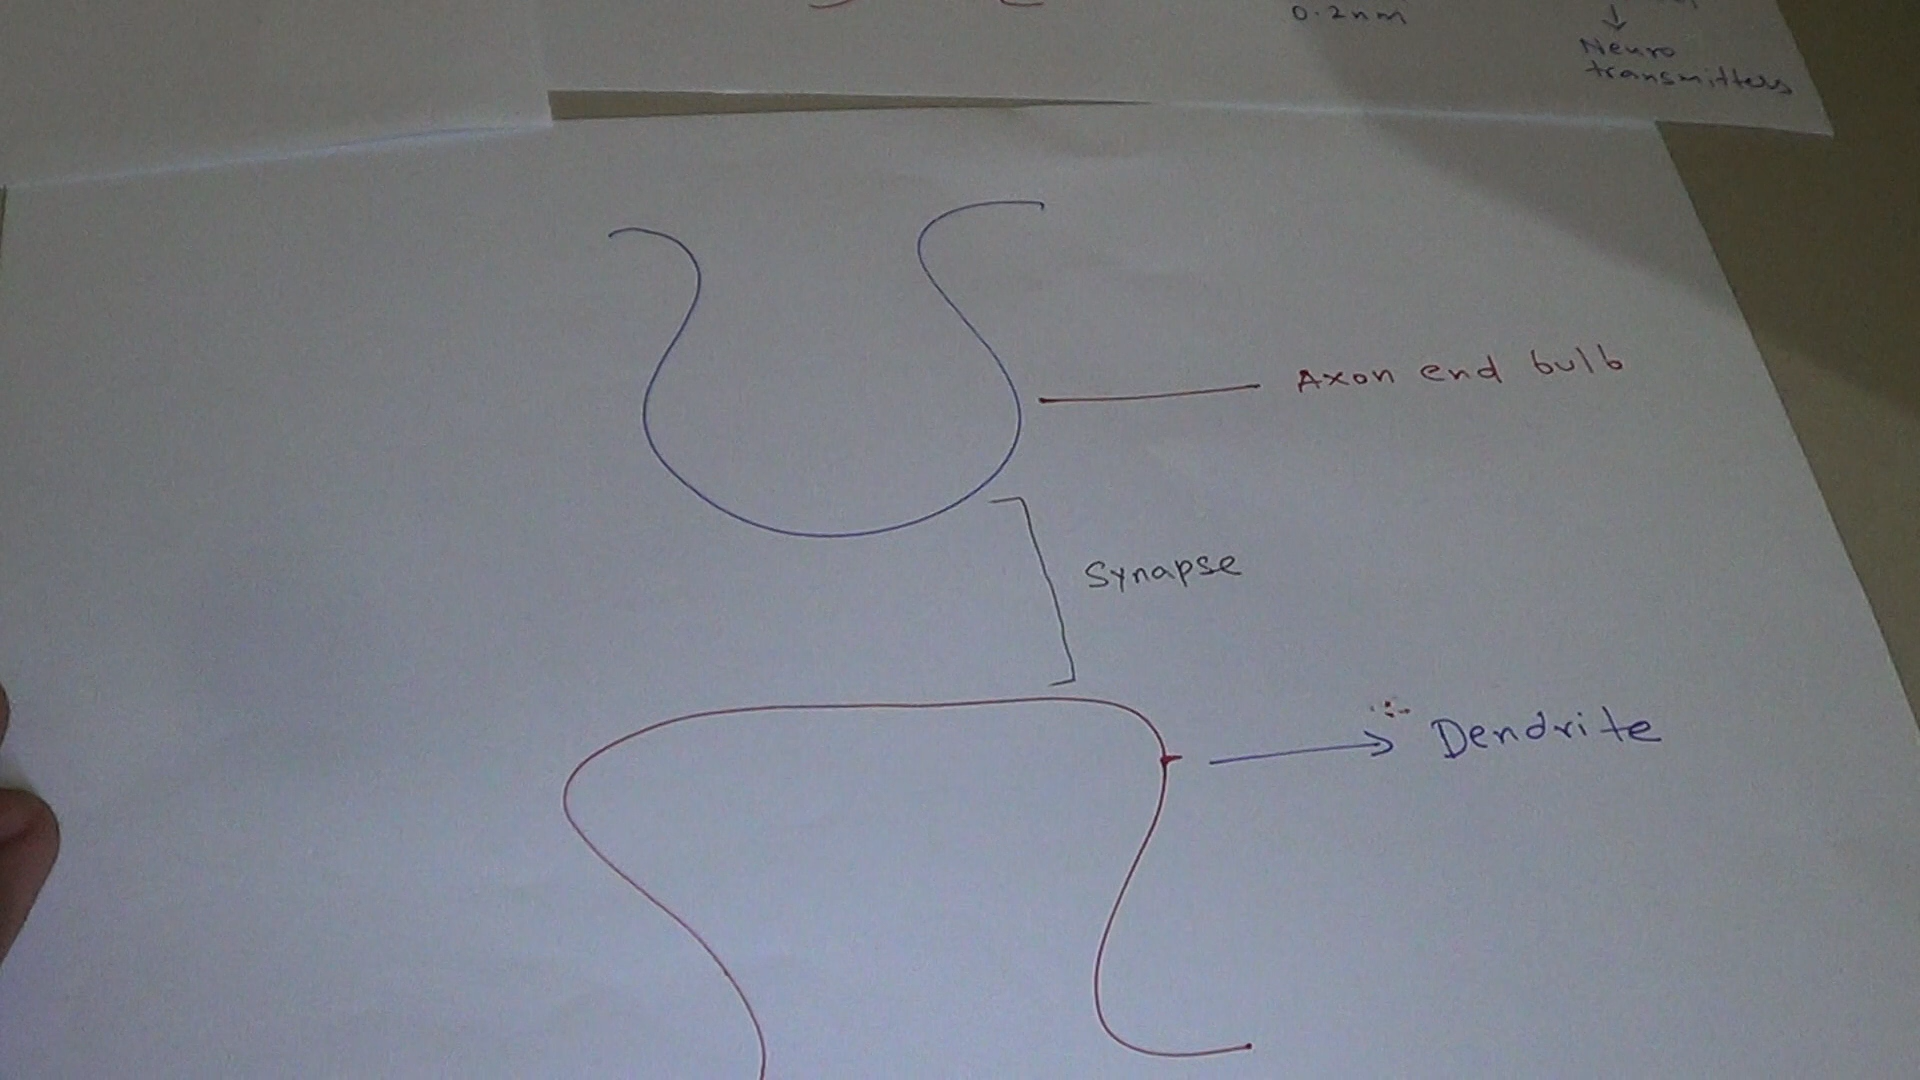 0.2nm
Neuro
transmitters
Axon end bulb
Synapse
Dendrite